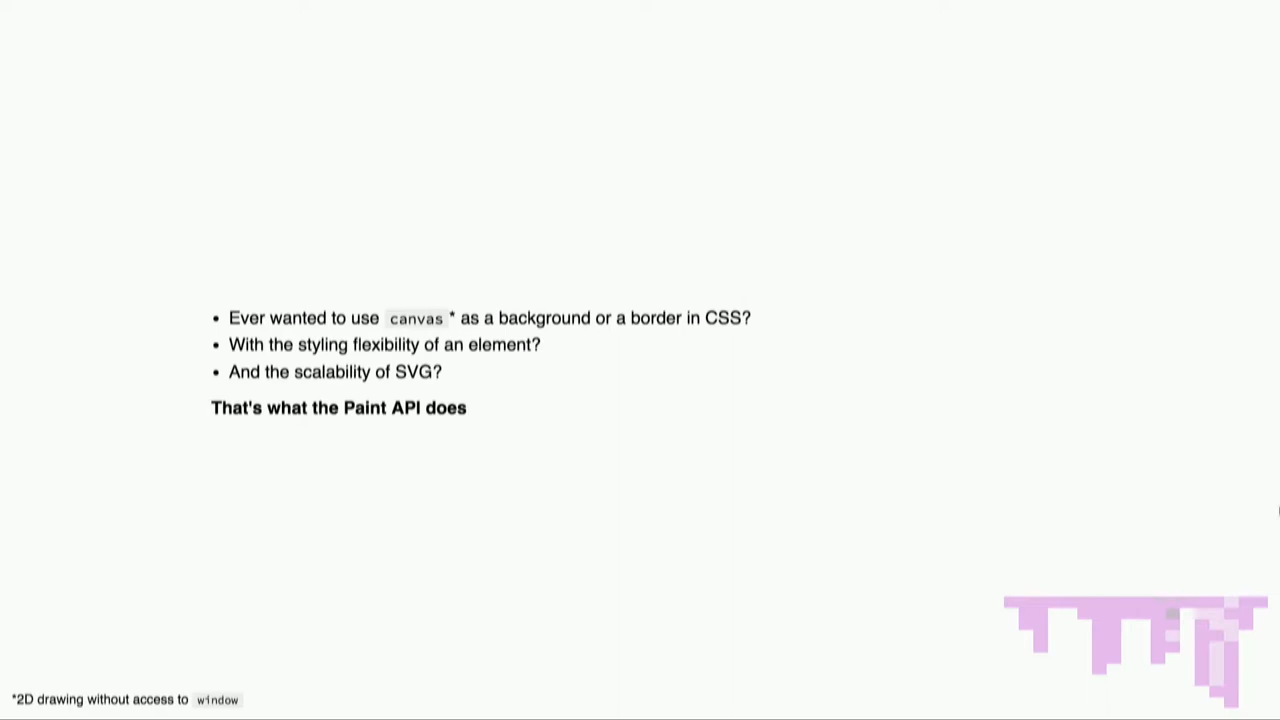 • Ever wanted to use canvas * as a background or a border in CSS?
• With the styling flexibility of an element?
• And the scalability of SVG?
That's what the Paint API does
*2D drawing without access to window